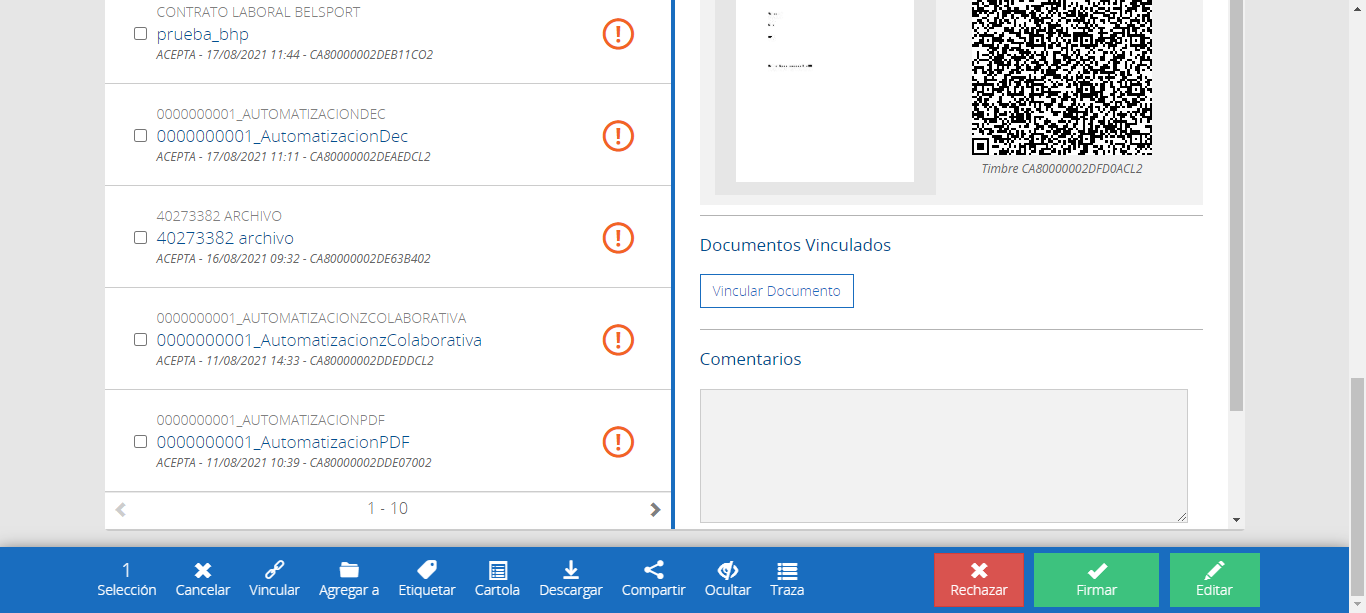 CONTRATO LABORAL BELSPORT
prueba_bhp
ACEPTA - 17/08/2021 11:44 - CA80000002DEB11CO2
0000000001_AUTOMATIZACIONDEC
0000000001_AutomatizacionDec
ACEPTA - 17/08/2021 11:11 - CA80000002DEAEDCL2
40273382 ARCHIVO
40273382 archivo
ACEPTA - 16/08/2021 09:32 - CA80000002DE63B402
0000000001_AUTOMATIZACIONZCOLABORATIVA
0000000001_AutomatizacionzColaborativa
ACEPTA - 11/08/2021 14:33 - CA80000002DDEDDCL2
0000000001_AUTOMATIZACIONPDF
0000000001_AutomatizacionPDF
ACEPTA - 11/08/2021 10:39 - CA80000002DDE07002
1 - 10
Timbre CA80000002DFD0ACL2
Documentos Vinculados
Vincular Documento
Comentarios
1
Selección
Cancelar
Vincular
Agregar a
Etiquetar
Cartola
Descargar
Compartir
Ocultar
Traza
Rechazar
Firmar
Editar